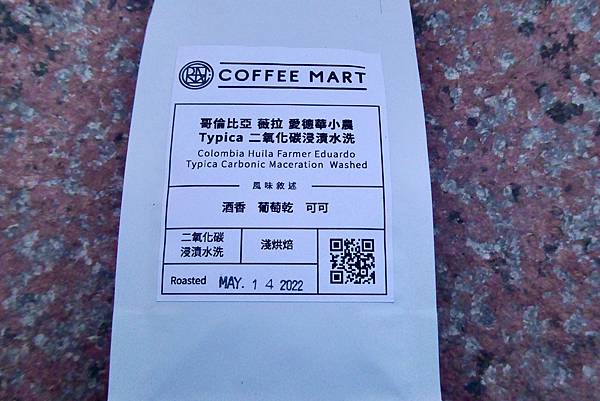 COFFEE MART
哥倫比亞 薇拉 愛德華小農
Typica 二氧化碳浸漬水洗
Colombia Huila Farmer Eduardo
Typica Carbonic Maceration Washed
風味敘述
酒香 葡萄乾 可可
二氧化碳
浸漬水洗
淺烘焙
Roasted MAY. 1 4 2022